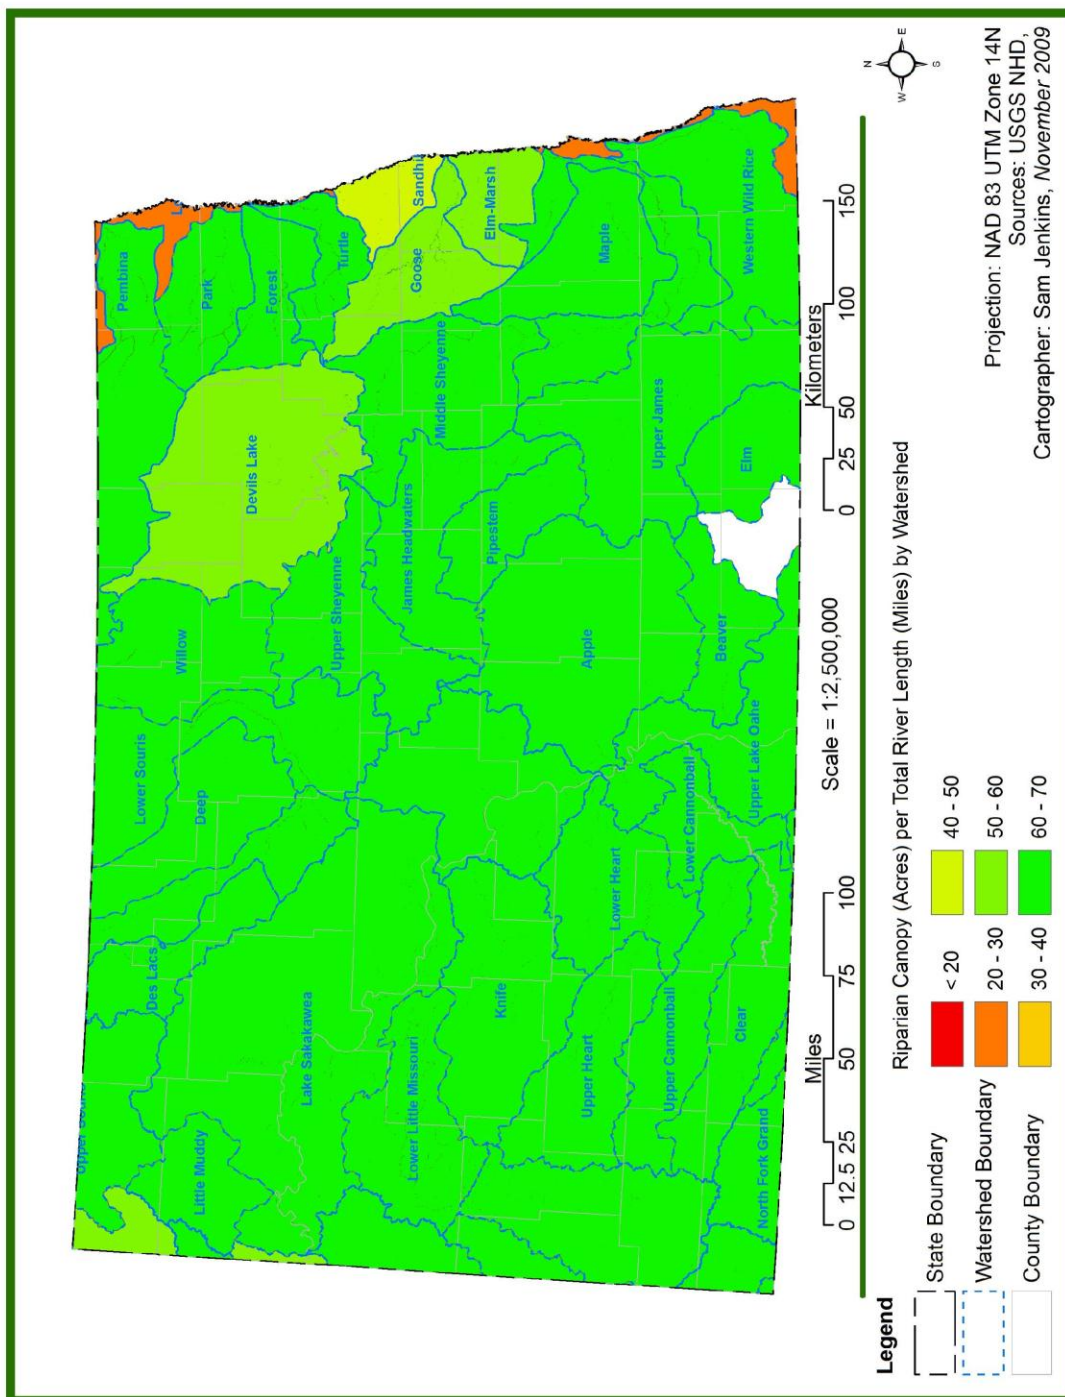 Upper Souris
Des Lacs
Lower Souris
Willow
Pembina
L
Little Muddy
Deep
Park
Devils Lake
Forest
Lake Sakakawea
Upper Sheyenne
Turtle
Lower Little Missouri
James Headwaters
Middle Sheyenne
Goose
Sandhi
Knife
Pipestem
Elm-Marsh
Upper Heart
Lower Heart
Apple
Maple
Upper Cannonball
Lower Cannonball
Upper James
North Fork Grand
Clear
Upper Lake Oahe
Beaver
Elm
Western Wild Rice
Miles
0 12.5 25 50 75 100
Scale = 1:2,500,000
Kilometers
0 25 50 100 150
N
W E
S
Legend
State Boundary
Watershed Boundary
County Boundary
Riparian Canopy (Acres) per Total River Length (Miles) by Watershed
< 20
20 - 30
30 - 40
40 - 50
50 - 60
60 - 70
Projection: NAD 83 UTM Zone 14N
Sources: USGS NHD,
Cartographer: Sam Jenkins, November 2009